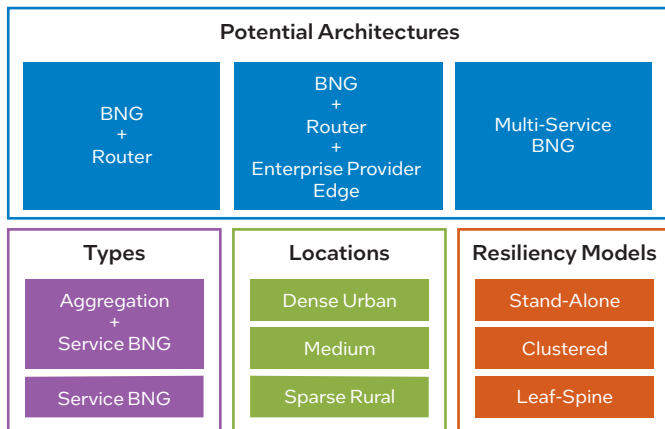 Potential Architectures
BNG
+
Router
BNG
+
Router
+
Enterprise Provider
Edge
Multi-Service
BNG
Types
Aggregation
+
Service BNG
Service BNG
Locations
Dense Urban
Medium
Sparse Rural
Resiliency Models
Stand-Alone
Clustered
Leaf-Spine